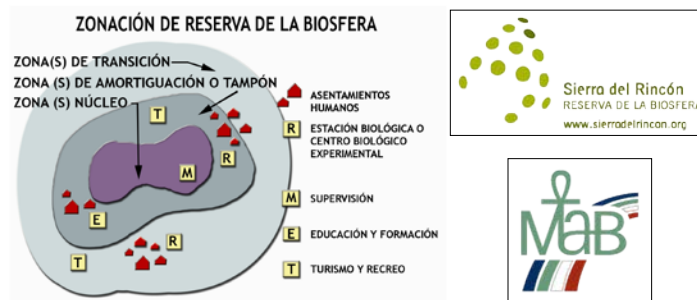 ZONACIÓN DE RESERVA DE LA BIOSFERA
ZONA(S) DE TRANSICIÓN
ZONA (S) DE AMORTIGUACIÓN O TAMPÓN
ZONA (S) NÚCLEO
T
R
M
E
R
T
ASENTAMIENTOS
HUMANOS
R
ESTACIÓN BIOLÓGICA O
CENTRO BIOLÓGICO
EXPERIMENTAL
M
SUPERVISIÓN
E
EDUCACIÓN Y FORMACIÓN
T
TURISMO Y RECREO
Sierra del Rincón
RESERVA DE LA BIOSFERA
www.sierradelrincon.org
MaB